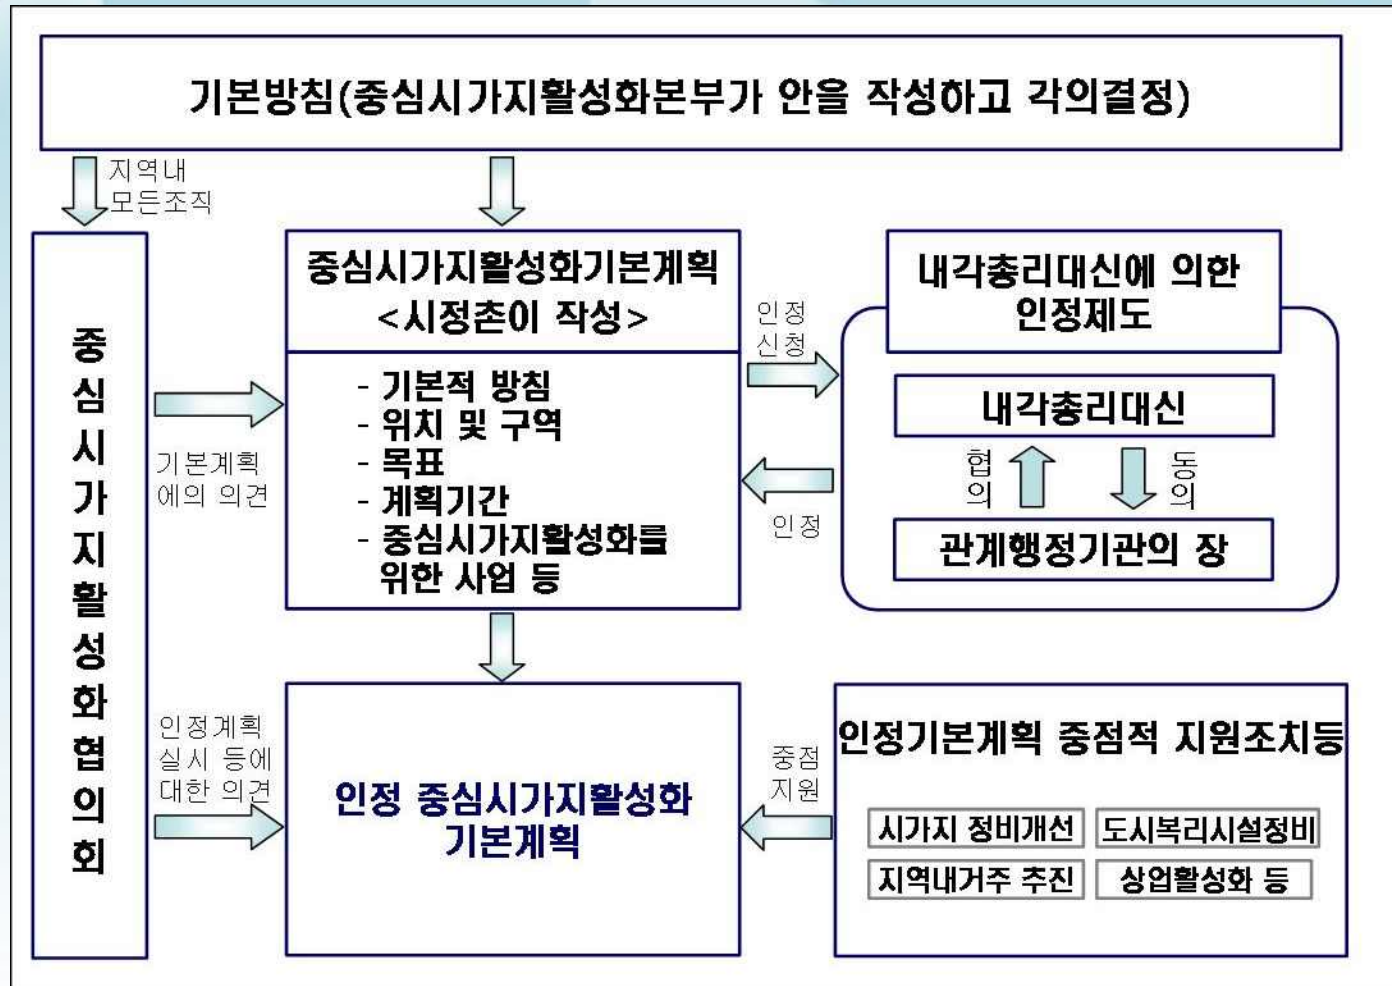 기본방침(중심시가지활성화본부가 안을 작성하고 각의결정)
지역내
모든조직
중심시가지활성화협의회
기본계획
에의 의견
인정계획
실시 등에
대한 의견
중심시가지활성화기본계획
<시정촌이 작성>
- 기본적 방침
- 위치 및 구역
- 목표
- 계획기간
- 중심시가지활성화를
위한 사업 등
인정
신청
인정
내각총리대신에 의한
인정제도
내각총리대신
협의
동의
관계행정기관의 장
인정 중심시가지활성화
기본계획
중점
지원
인정기본계획 중점적 지원조치등
시가지 정비개선
도시복리시설정비
지역내거주 추진
상업활성화 등